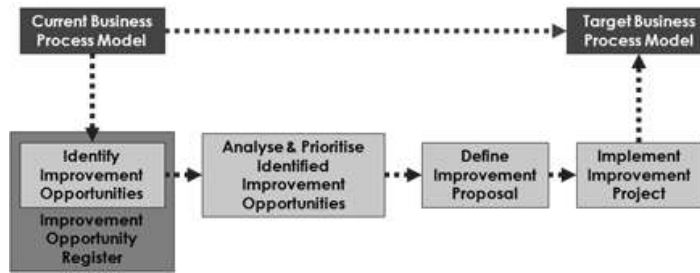 Current Business
Process Model
Target Business
Process Model
Identify
Improvement
Opportunities
Improvement
Opportunity
Register
Analyse & Prioritise
Identified
Improvement
Opportunities
Define
Improvement
Proposal
Implement
Improvement
Project